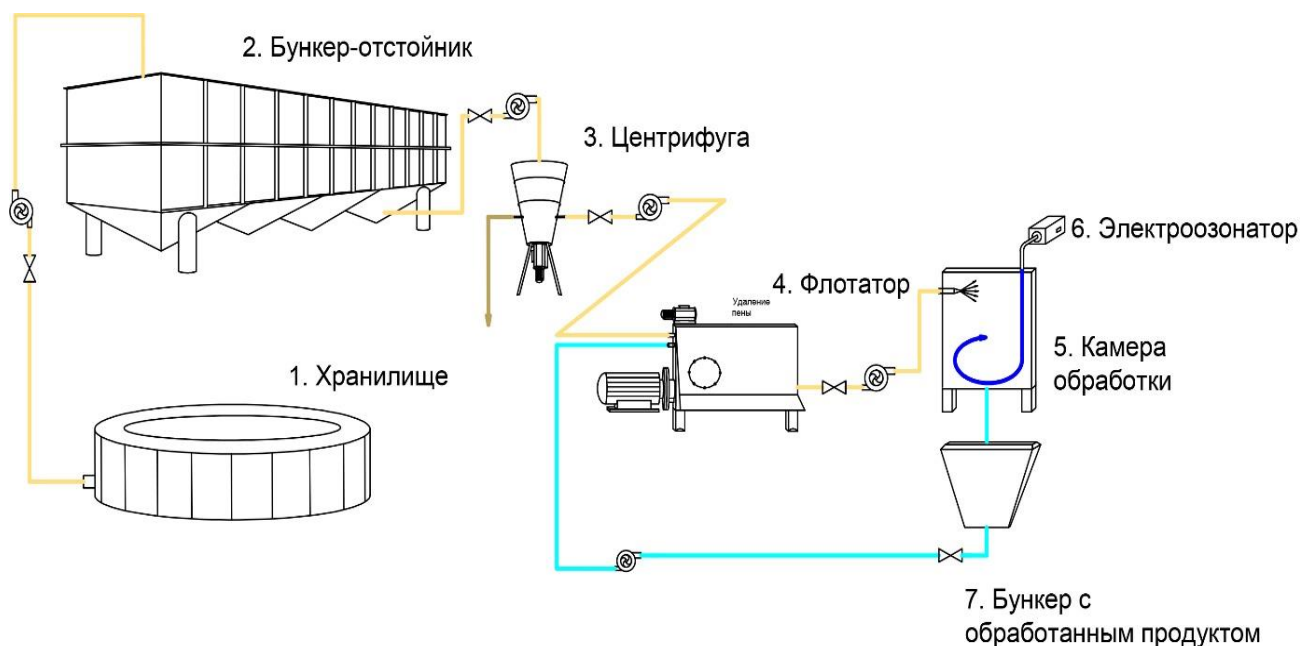 2. Бункер-отстойник
3. Центрифуга
6. Электроозонатор
4. Флотатор
Удаление
пены
5. Камера
обработки
1. Хранилище
7. Бункер с
обработанным продуктом